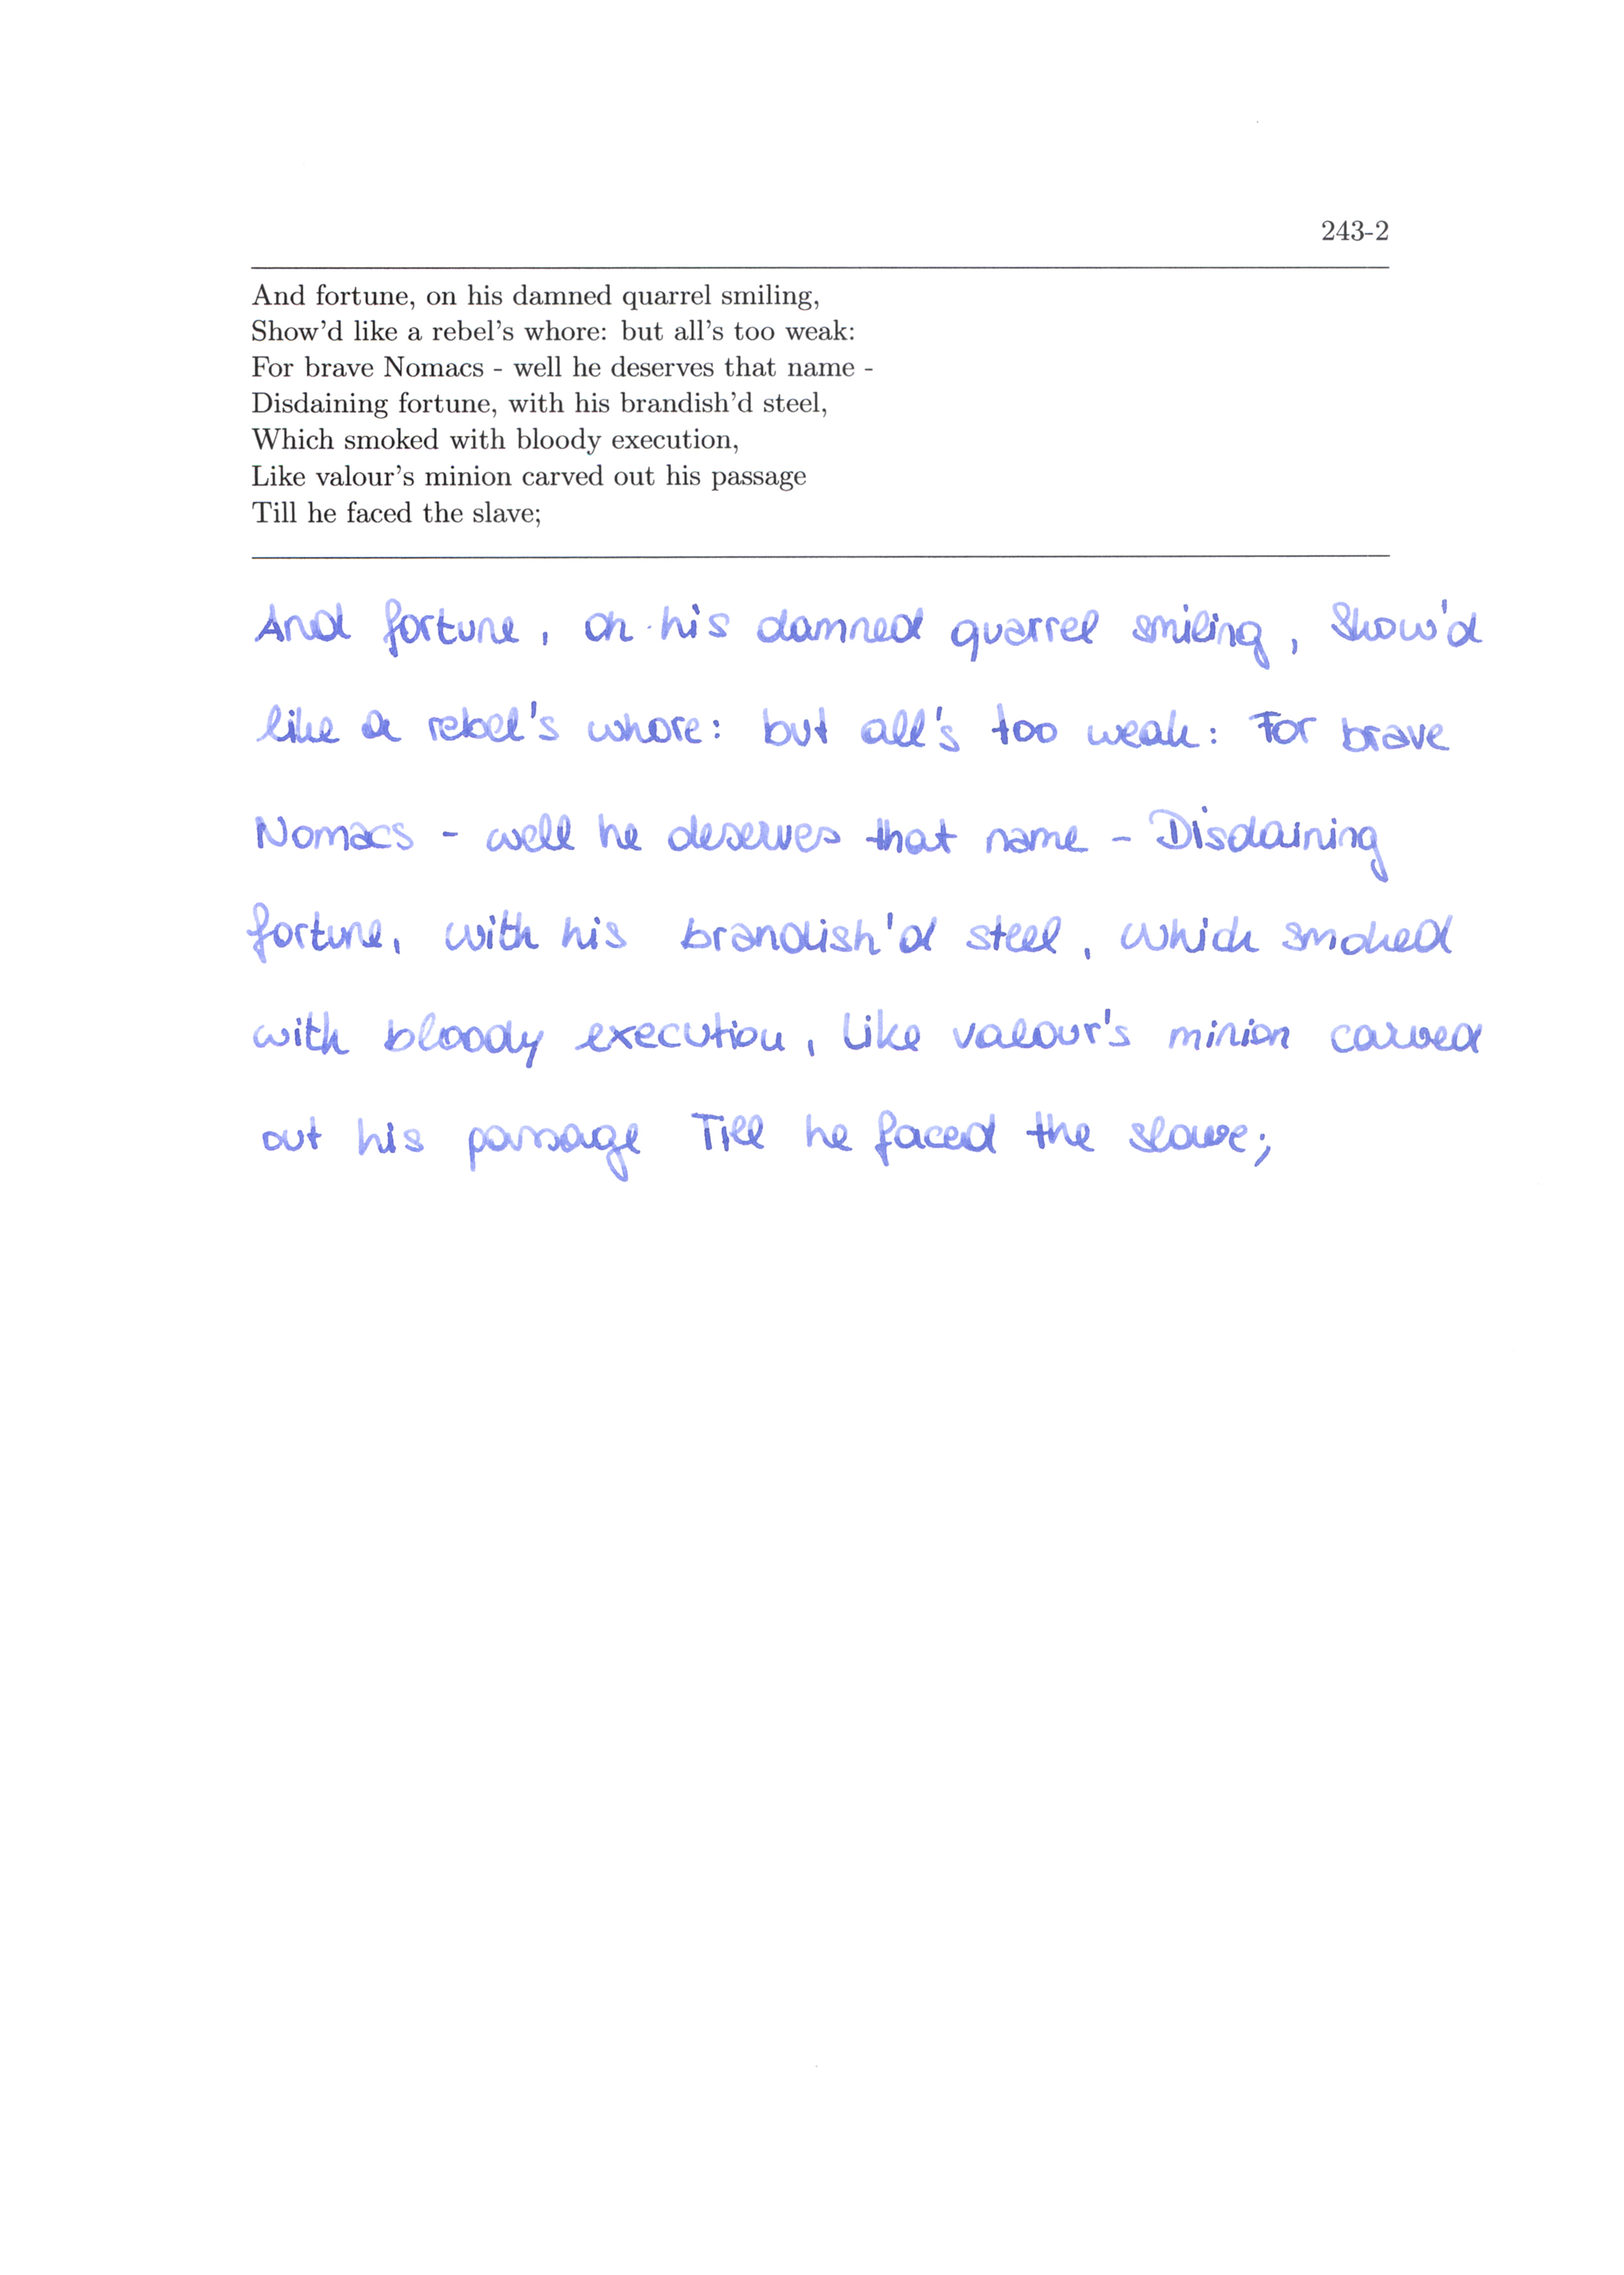 243-2
And fortune, on his damned quarrel smiling,
Show'd like a rebel's whore: but all's too weak:
For brave Nomacs - well he deserves that name -
Disdaining fortune, with his brandish'd steel,
Which smoked with bloody execution,
Like valour's minion carved out his passage
Till he faced the slave;
And fortune, on his damned quarrel smiling, Show'd
like a rebel's whore: but all's too weak: For brave
Nomacs - well he deserves that name - Disdaining
fortune, with his brandish'd steel, which smoked
with bloody execution, Like valour's minion carved
out his passage Till he faced the slave;